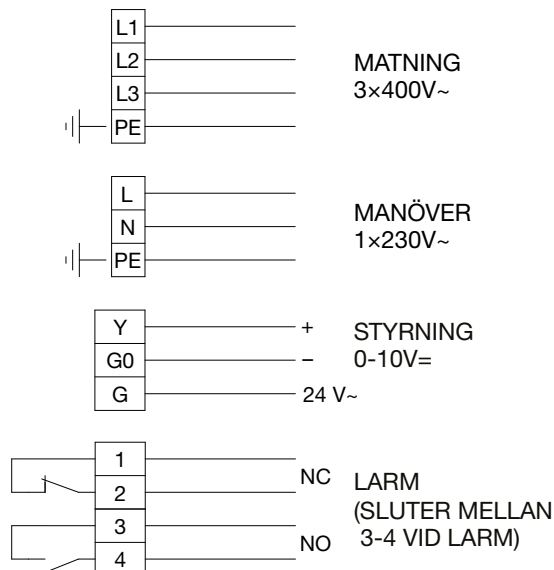 L1
L2
L3
PE
MATNING
3×400V~
L
N
PE
MANÖVER
1×230V~
Y
G0
G
+
–
24 V~
STYRNING
0-10V=
1
2
3
4
NC
NO
LARM
(SLUTER MELLAN
3-4 VID LARM)